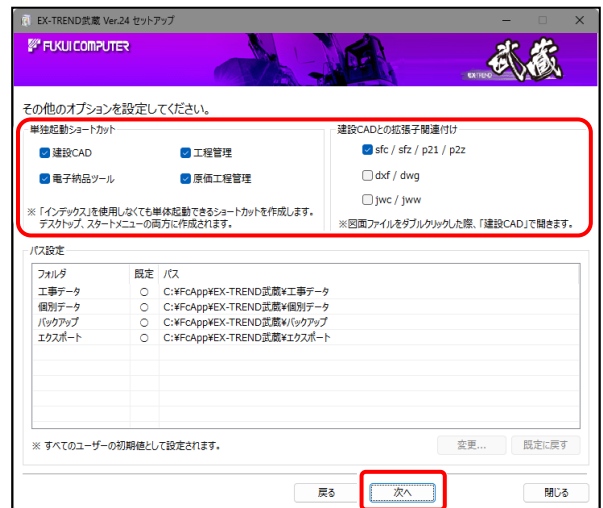 EX-TREND武蔵 Ver.24 セットアップ
FUKUI COMPUTER
EX-TREND 武蔵
その他のオプションを設定してください。
単独起動ショートカット
建設CAD
工程管理
電子納品ツール
原価工程管理
※「インデックス」を使用しなくても単体起動できるショートカットを作成します。
デスクトップ、スタートメニューの両方に作成されます。
建設CADとの拡張子関連付け
sfc / sfz / p21 / p2z
dxf / dwg
jwc / jww
※図面ファイルをダブルクリックした際、「建設CAD」で開きます。
パス設定
フォルダ 既定 パス
工事データ ○ C:¥FcApp¥EX-TREND武蔵¥工事データ
個別データ ○ C:¥FcApp¥EX-TREND武蔵¥個別データ
バックアップ ○ C:¥FcApp¥EX-TREND武蔵¥バックアップ
エクスポート ○ C:¥FcApp¥EX-TREND武蔵¥エクスポート
※ すべてのユーザーの初期値として設定されます。
変更... 既定に戻す
戻る 次へ 閉じる